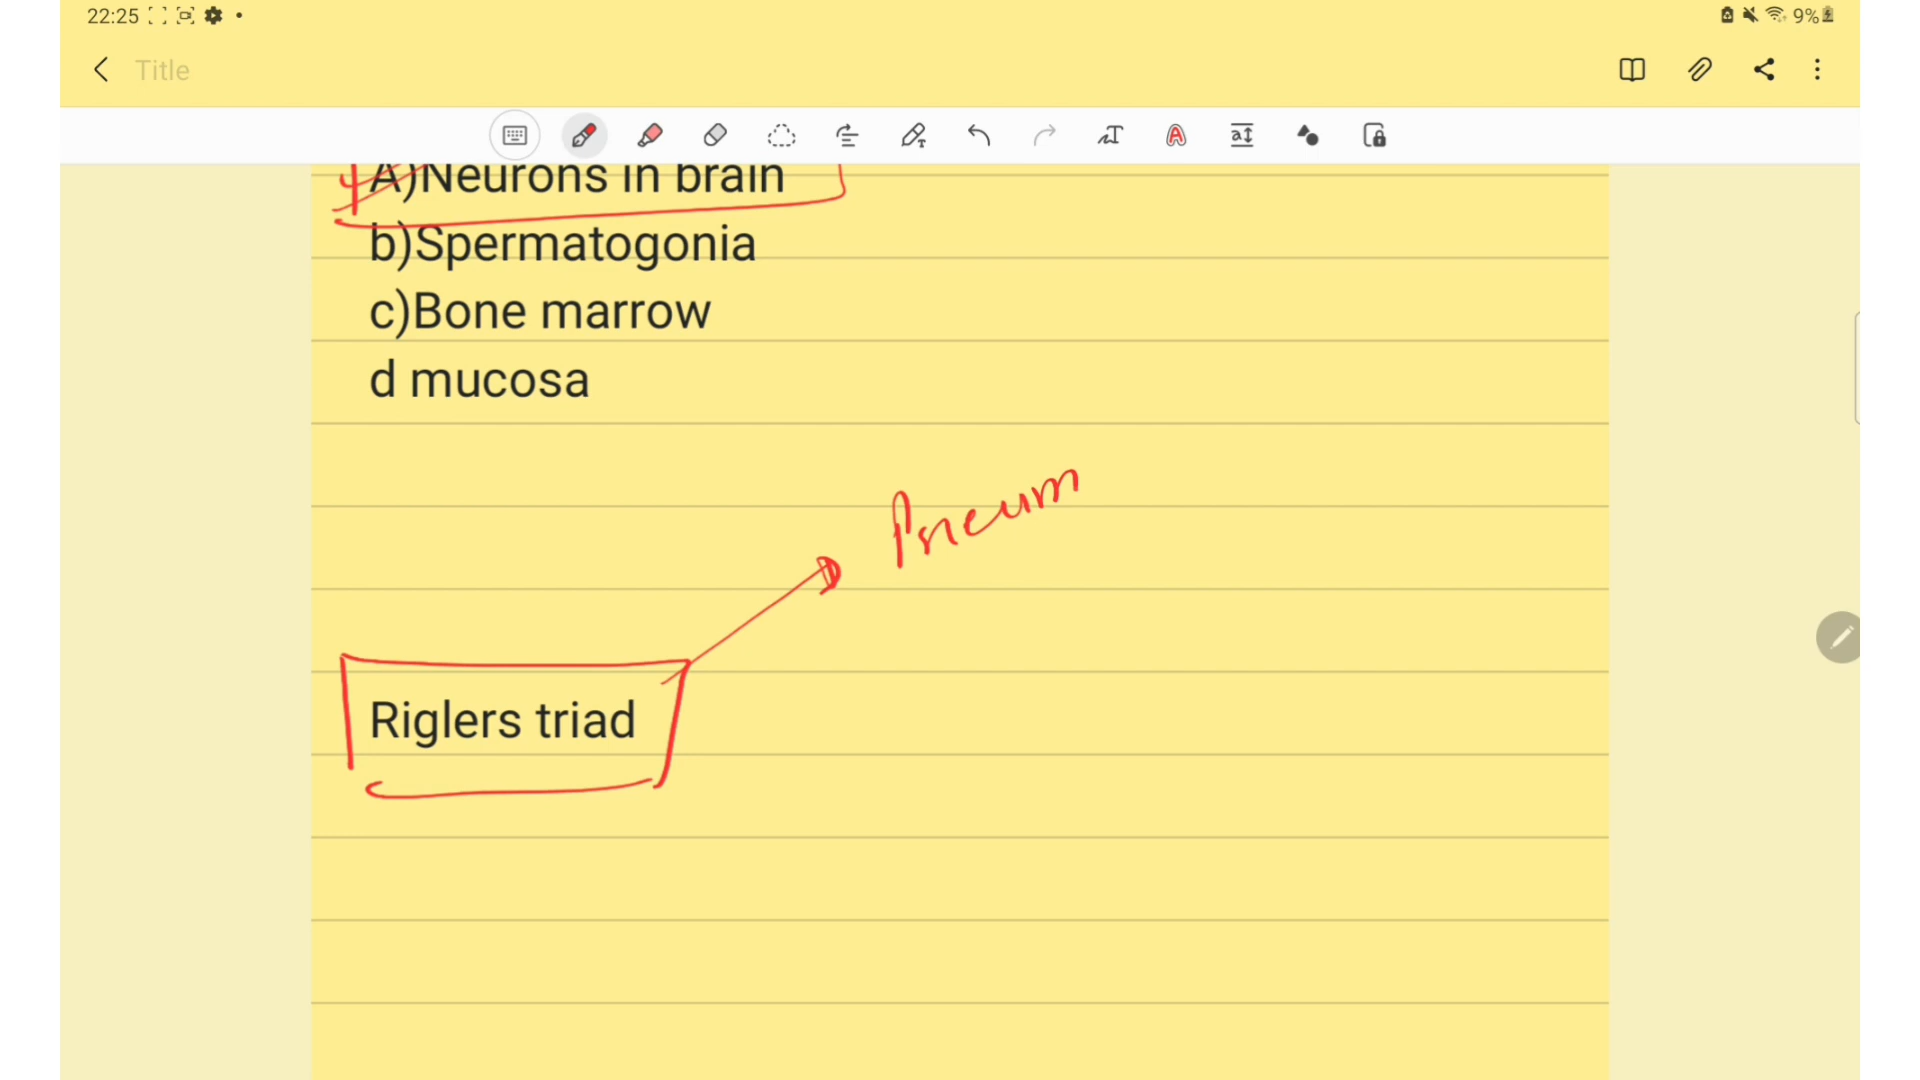 22:25
9%
Title
A)Neurons in brain
b)Spermatogonia
c)Bone marrow
d mucosa
Pneum
Riglers triad